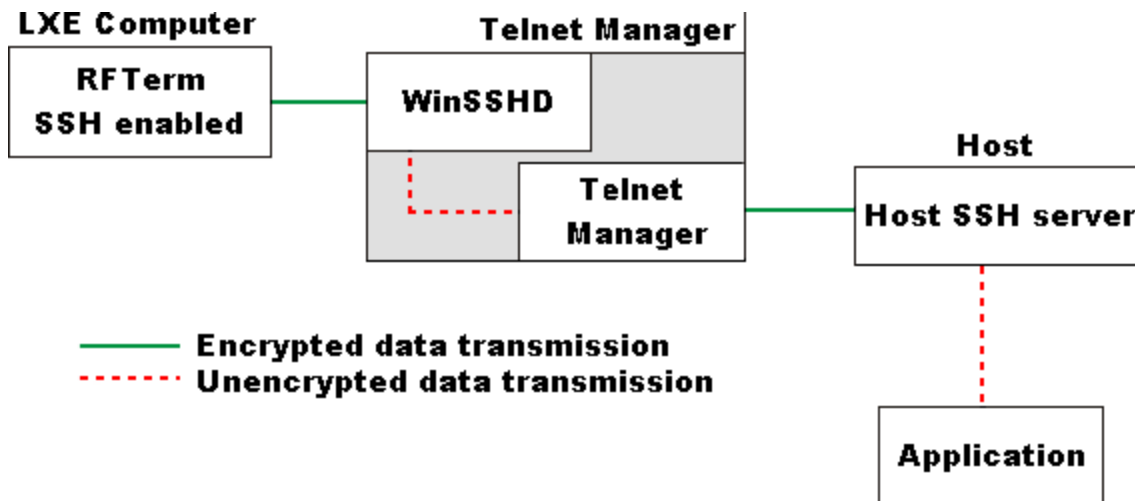 LXE Computer
RFTerm
SSH enabled
Telnet Manager
WinSSHD
Telnet
Manager
Host
Host SSH server
Encrypted data transmission
Unencrypted data transmission
Application